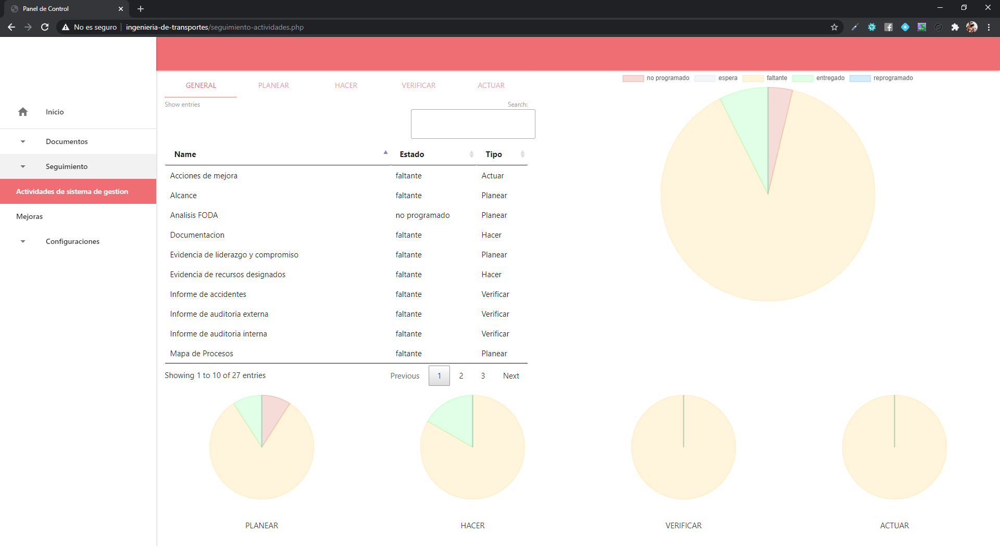 Panel de Control
No es seguro
ingenieria-de-transportes/seguimiento-actividades.php
Inicio
Documentos
Seguimiento
Actividades de sistema de gestion
Mejoras
Configuraciones
GENERAL PLANEAR HACER VERIFICAR ACTUAR
Show entries
Search:
Name Estado Tipo
Acciones de mejora faltante Actuar
Alcance faltante Planear
Analisis FODA no programado Planear
Documentacion faltante Hacer
Evidencia de liderazgo y compromiso faltante Planear
Evidencia de recursos designados faltante Hacer
Informe de accidentes faltante Verificar
Informe de auditoria externa faltante Verificar
Informe de auditoria interna faltante Verificar
Mapa de Procesos faltante Planear
Showing 1 to 10 of 27 entries
Previous 1 2 3 Next
no programado espera faltante entregado reprogramado
PLANEAR HACER VERIFICAR ACTUAR